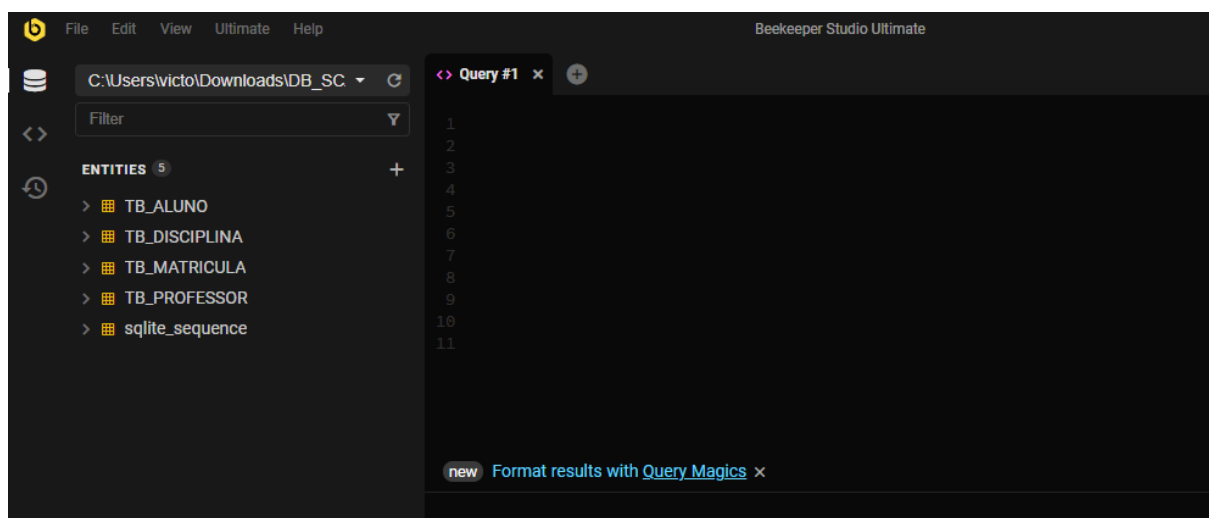 File Edit View Ultimate Help
Beekeeper Studio Ultimate
C:\Users\victo\Downloads\DB_SC
Filter
ENTITIES 5
TB_ALUNO
TB_DISCIPLINA
TB_MATRICULA
TB_PROFESSOR
sqlite_sequence
<> Query #1
1
2
3
4
5
6
7
8
9
10
11
new Format results with Query Magics ×